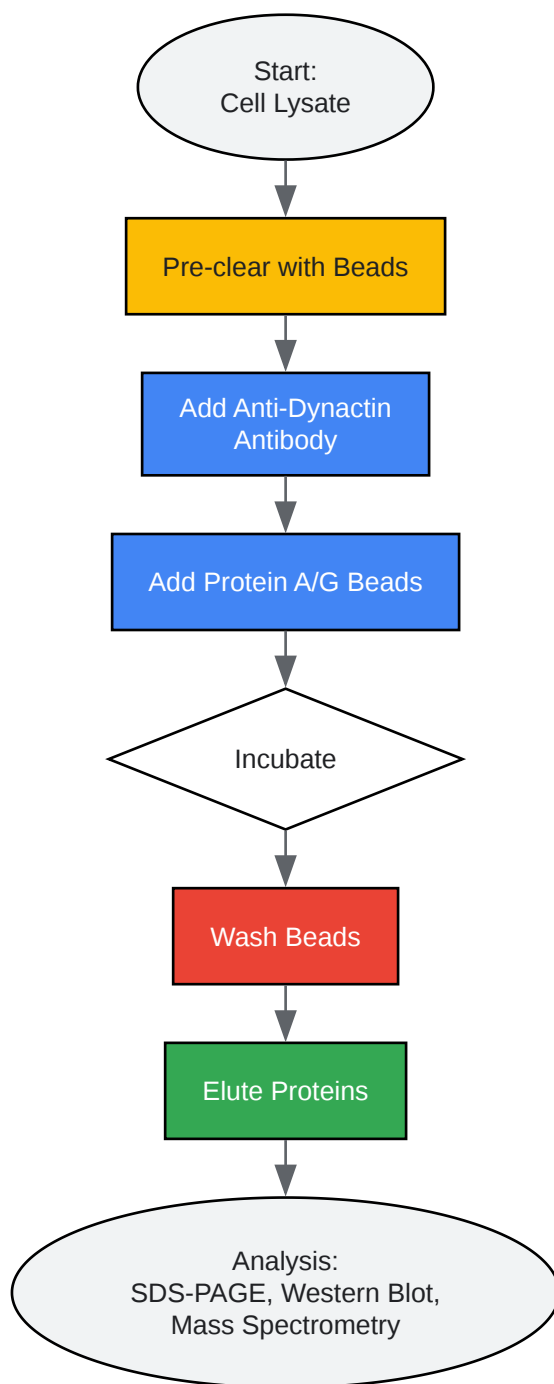 Start:
Cell Lysate
Pre-clear with Beads
Add Anti-Dynactin
Antibody
Add Protein A/G Beads
Incubate
Wash Beads
Elute Proteins
Analysis:
SDS-PAGE, Western Blot,
Mass Spectrometry